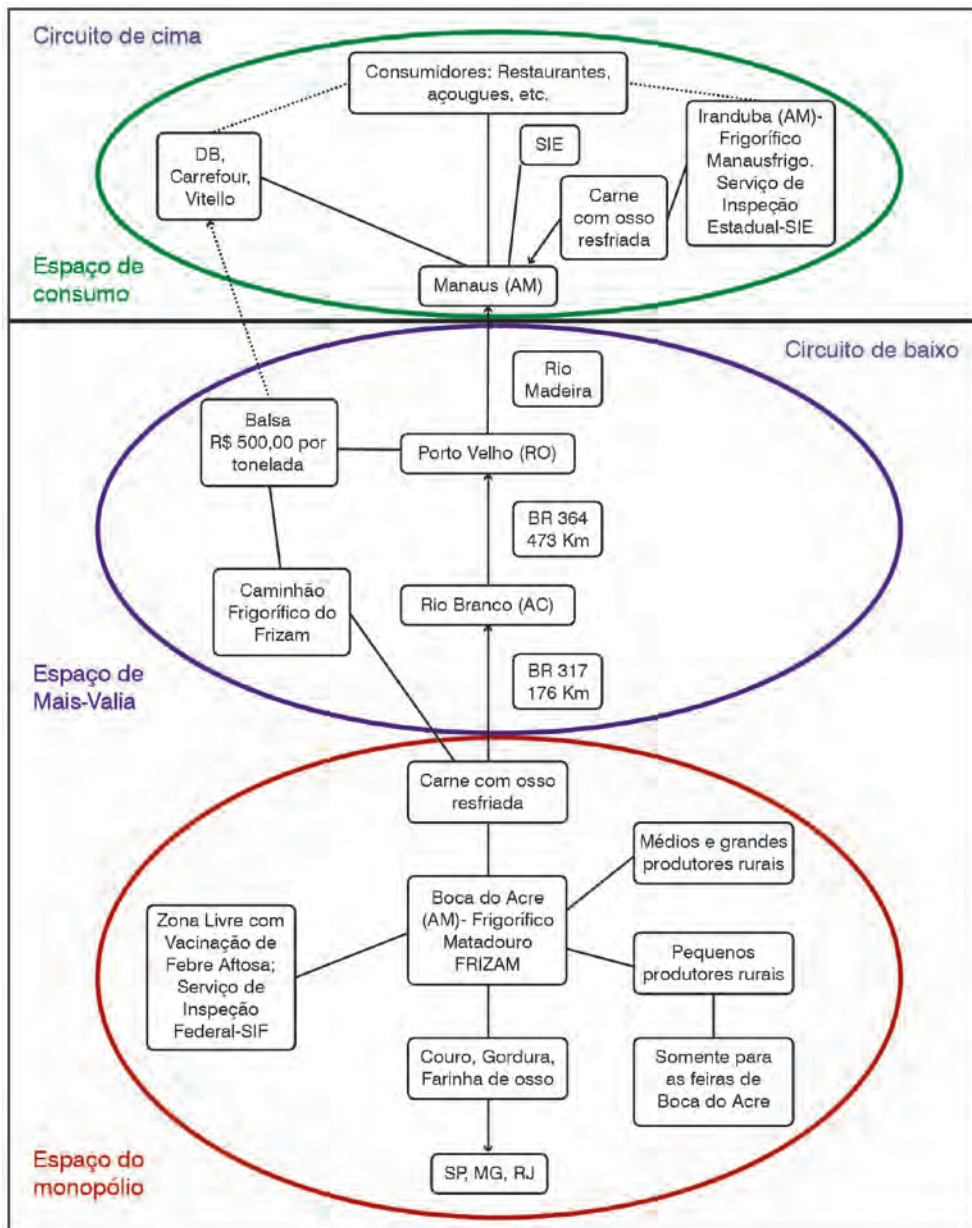 Circuito de cima
Consumidores: Restaurantes,
açougues, etc.
DB,
Carrefour,
Vitello
SIE
Carne
com osso
resfriada
Iranduba (AM)-
Frigorífico
Manausfrigo.
Serviço de
Inspeção
Estadual-SIE
Espaço de
consumo
Manaus (AM)
Circuito de baixo
Rio
Madeira
Balsa
R$ 500,00 por
tonelada
Porto Velho (RO)
BR 364
473 Km
Caminhão
Frigorífico do
Frizam
Rio Branco (AC)
BR 317
176 Km
Espaço de
Mais-Valia
Carne com osso
resfriada
Médios e grandes
produtores rurais
Boca do Acre
(AM)- Frigorífico
Matadouro
FRIZAM
Zona Livre com
Vacinação de
Febre Aftosa;
Serviço de
Inspeção
Federal-SIF
Pequenos
produtores rurais
Couro, Gordura,
Farinha de osso
Somente para
as feiras de
Boca do Acre
Espaço do
monopólio
SP, MG, RJ